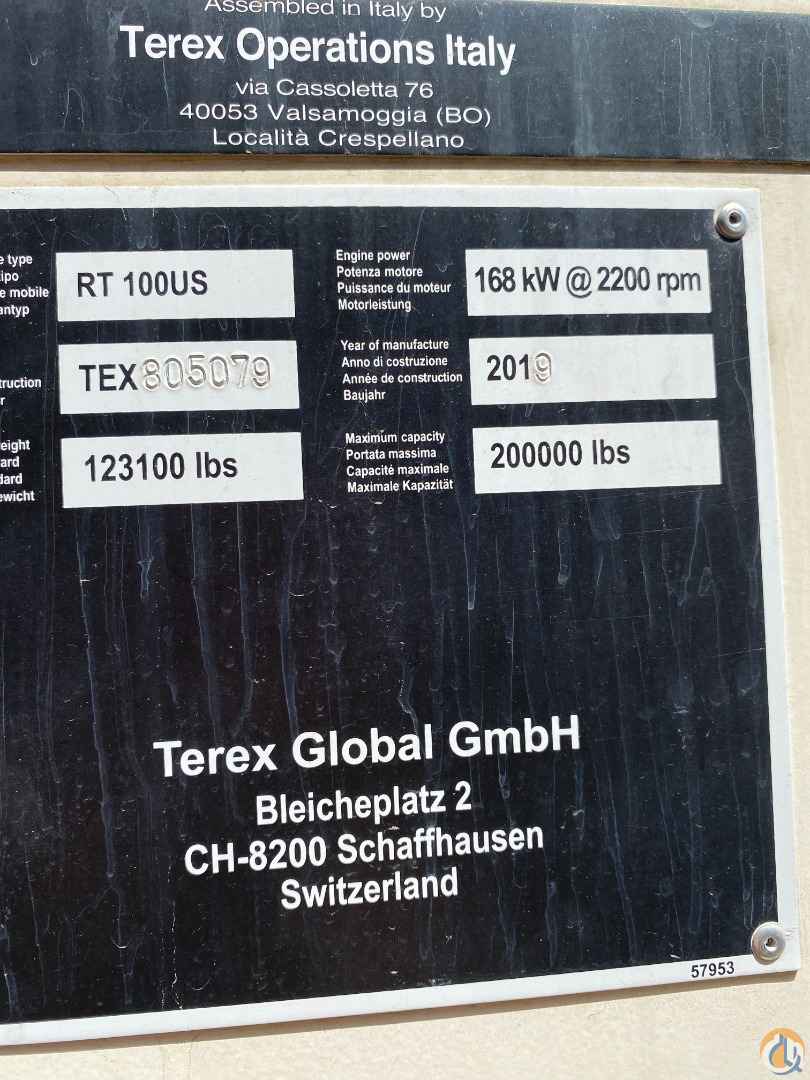 Assembled in Italy by
Terex Operations Italy
via Cassoletta 76
40053 Valsamoggia (BO)
Località Crespellano
e type
ipo
e mobile
antyp
RT 100US
Engine power
Potenza motore
Puissance du moteur
Motorleistung
168 kW @ 2200 rpm
truction
r
TEX805079
Year of manufacture
Anno di costruzione
Année de construction
Baujahr
2019
eight
ard
dard
ewicht
123100 lbs
Maximum capacity
Portata massima
Capacité maximale
Maximale Kapazität
200000 lbs
Terex Global GmbH
Bleicheplatz 2
CH-8200 Schaffhausen
Switzerland
57953